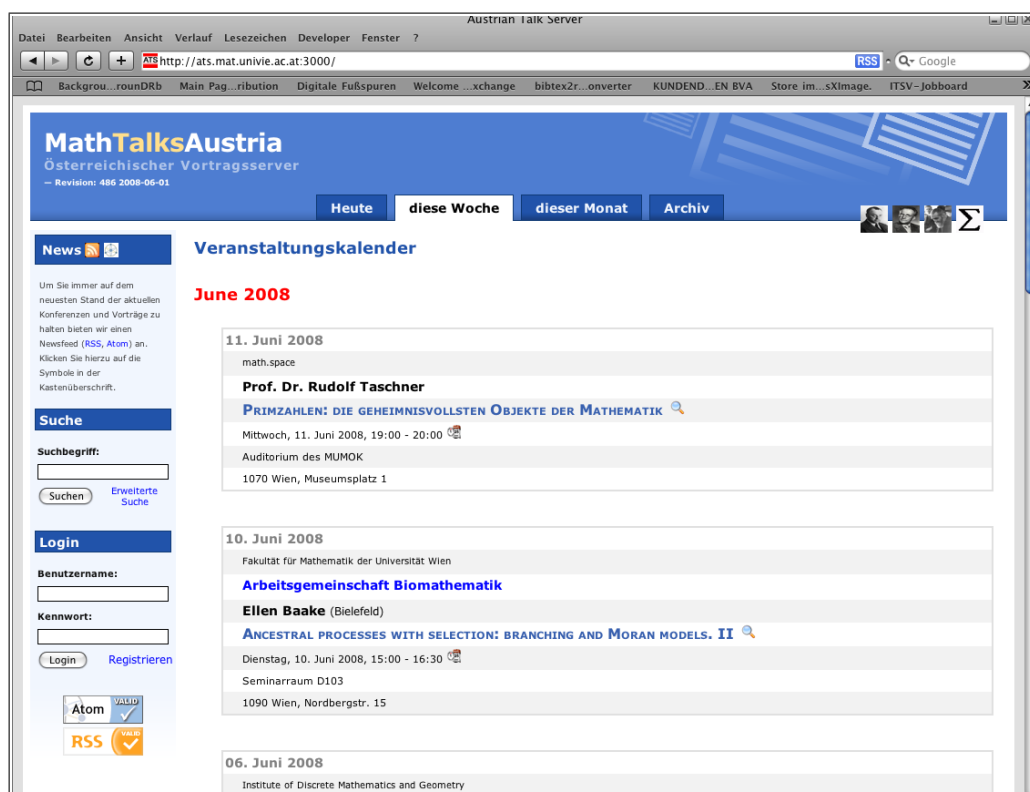 Austrian Talk Server
Datei Bearbeiten Ansicht Verlauf Lesezeichen Developer Fenster ?
ATS http://ats.mat.univie.ac.at:3000/ RSS Google
Backgrou...rounDRb Main Pag...ribution Digitale Fußspuren Welcome ...xchange bibtex2r...onverter KUNDEND...EN BVA Store im...sXImage. ITSV-Jobboard
MathTalksAustria
Österreichischer Vortragsserver
— Revision: 486 2008-06-01
Heute diese Woche dieser Monat Archiv
Σ
News
Um Sie immer auf dem
neuesten Stand der aktuellen
Konferenzen und Vorträge zu
halten bieten wir einen
Newsfeed (RSS, Atom) an.
Klicken Sie hierzu auf die
Symbole in der
Kastenüberschrift.
Suche
Suchbegriff:
Suchen
Erweiterte
Suche
Login
Benutzername:
Kennwort:
Login Registrieren
Atom VALID
RSS VALID
Veranstaltungskalender
June 2008
11. Juni 2008
math.space
Prof. Dr. Rudolf Taschner
PRIMZAHLEN: DIE GEHEIMNISVOLLSTEN OBJEKTE DER MATHEMATIK
Mittwoch, 11. Juni 2008, 19:00 - 20:00
Auditorium des MUMOK
1070 Wien, Museumsplatz 1
10. Juni 2008
Fakultät für Mathematik der Universität Wien
Arbeitsgemeinschaft Biomathematik
Ellen Baake (Bielefeld)
ANCESTRAL PROCESSES WITH SELECTION: BRANCHING AND MORAN MODELS. II
Dienstag, 10. Juni 2008, 15:00 - 16:30
Seminarraum D103
1090 Wien, Nordbergstr. 15
06. Juni 2008
Institute of Discrete Mathematics and Geometry